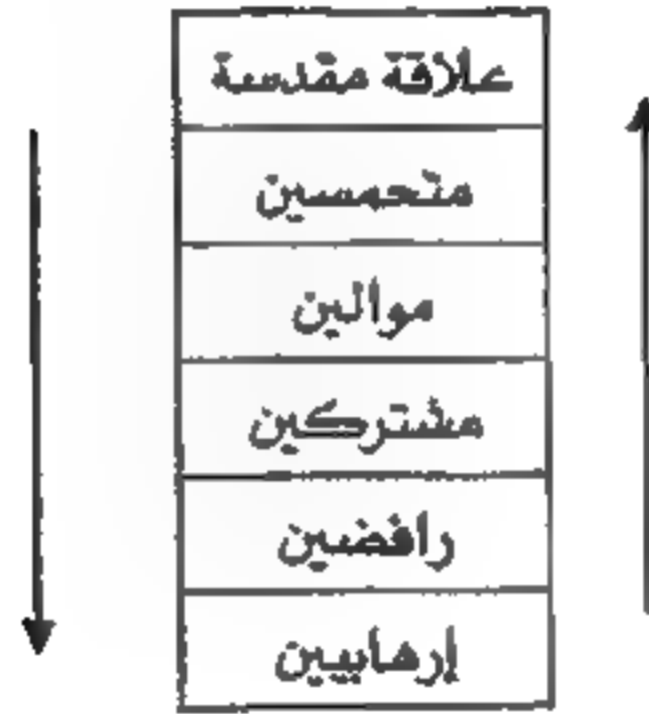 علاقة مقدسة
متحمسين
موالين
مشتركين
رافضين
إرهابيين